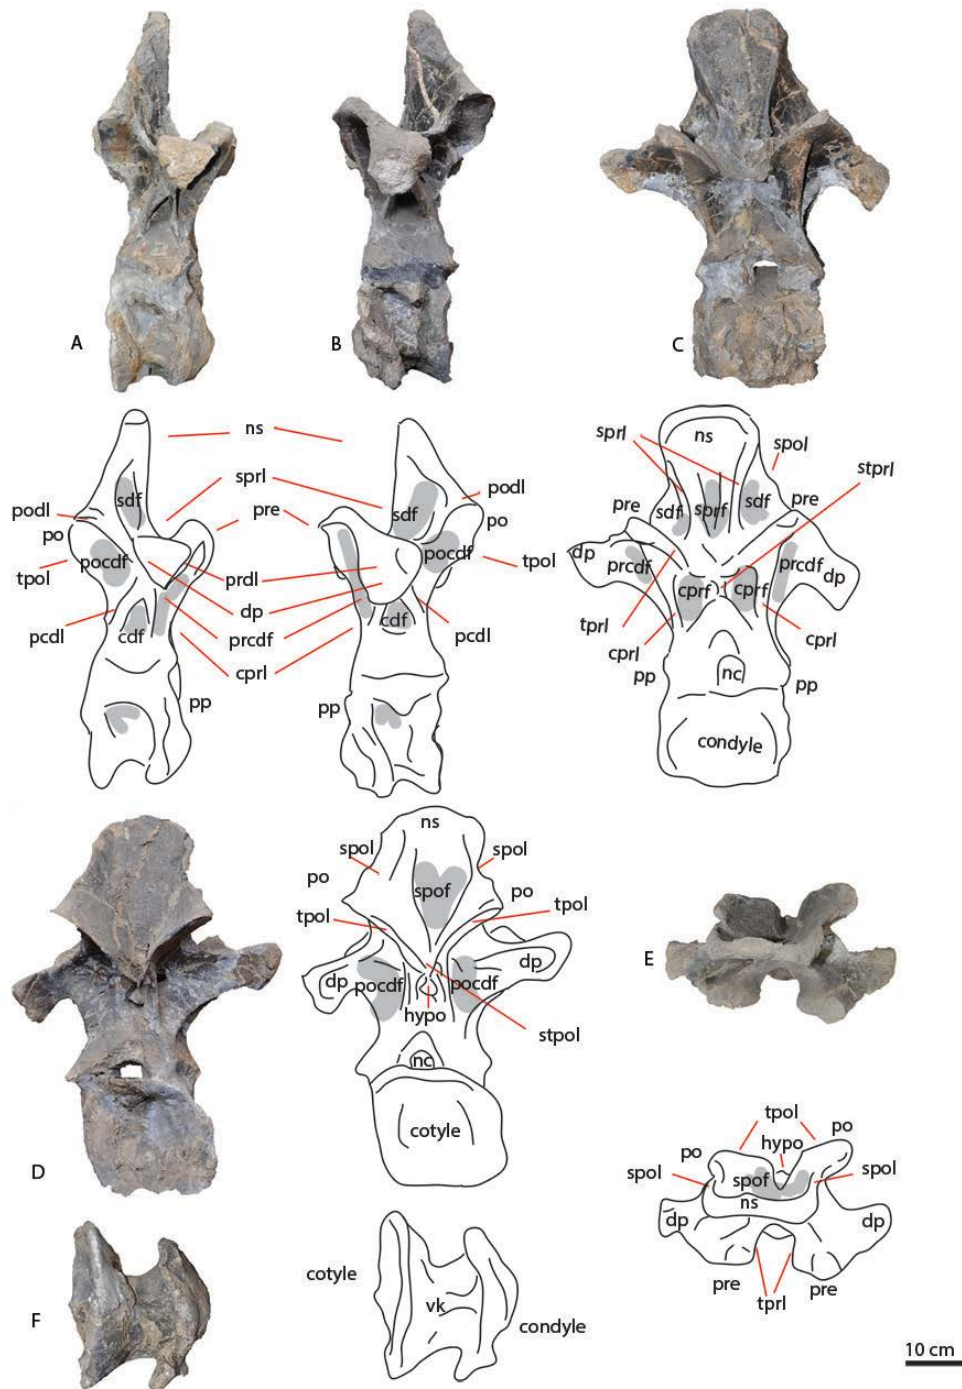 A
B
C
ns
ns
sprl
spol
sprl
stprl
podl
sdf
pre
sdf
podl
sdf
sprf
sdf
pre
po
po
tpol
pocdf
prdl
pocdf
tpol
dp
prcdf
prcdf
dp
dp
cprf
cprf
pcdl
cdf
prcdf
cdf
pcdl
tprl
cprl
cprl
cprl
pp
pp
pp
nc
pp
condyle
ns
spol
spol
po
spof
po
tpol
tpol
dp
pocdf
pocdf
dp
hypo
stpol
nc
cotyle
D
E
tpol
po
po
hypo
spol
spof
spol
ns
dp
dp
pre
pre
tprl
cotyle
vk
condyle
F
10 cm